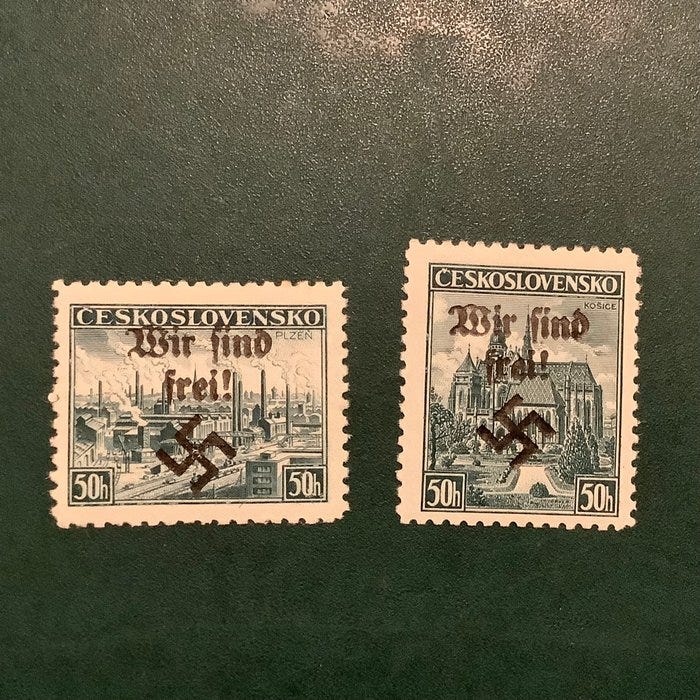 ČESKOSLOVENSKO
PLZEŇ
Wir sind
frei!
50h 50h
ČESKOSLOVENSKO
KOŠICE
Wir sind
frei!
50h 50h